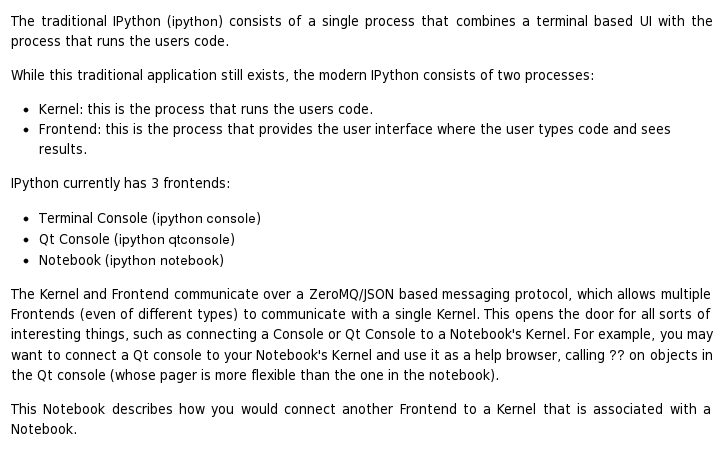 The traditional IPython (ipython) consists of a single process that combines a terminal based UI with the
process that runs the users code.
While this traditional application still exists, the modern IPython consists of two processes:
• Kernel: this is the process that runs the users code.
• Frontend: this is the process that provides the user interface where the user types code and sees
results.
IPython currently has 3 frontends:
• Terminal Console (ipython console)
• Qt Console (ipython qtconsole)
• Notebook (ipython notebook)
The Kernel and Frontend communicate over a ZeroMQ/JSON based messaging protocol, which allows multiple
Frontends (even of different types) to communicate with a single Kernel. This opens the door for all sorts of
interesting things, such as connecting a Console or Qt Console to a Notebook's Kernel. For example, you may
want to connect a Qt console to your Notebook's Kernel and use it as a help browser, calling ?? on objects in
the Qt console (whose pager is more flexible than the one in the notebook).
This Notebook describes how you would connect another Frontend to a Kernel that is associated with a
Notebook.